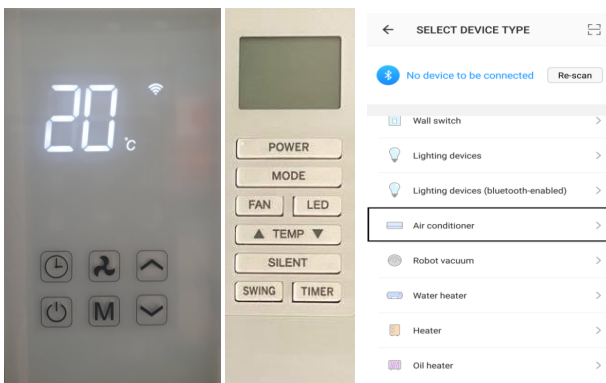 20
°C
M
POWER
MODE
FAN LED
▲ TEMP ▼
SILENT
SWING TIMER
← SELECT DEVICE TYPE
No device to be connected Re-scan
Wall switch
Lighting devices
Lighting devices (bluetooth-enabled)
Air conditioner
Robot vacuum
Water heater
Heater
Oil heater